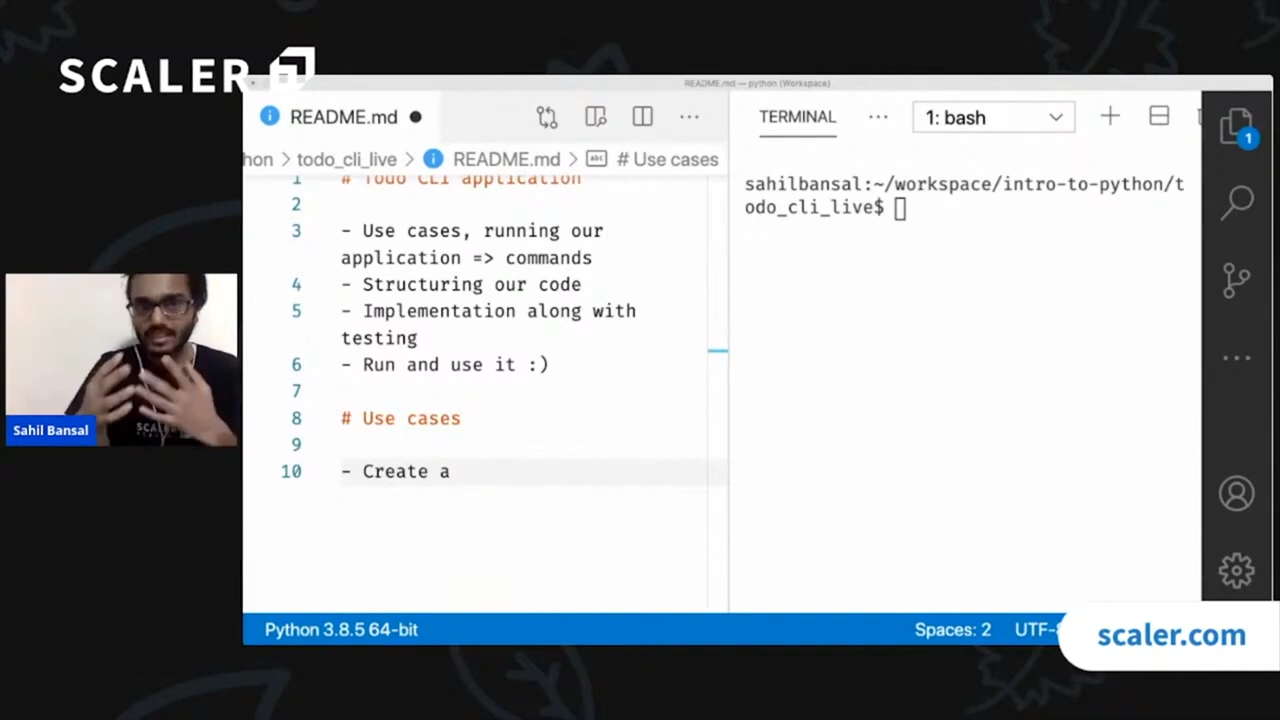 SCALER
README.md — python (Workspace)
README.md
TERMINAL
1: bash
1
hon > todo_cli_live > README.md > # Use cases
1 # Todo CLI application
2
3 - Use cases, running our
application => commands
4 - Structuring our code
5 - Implementation along with
testing
6 - Run and use it :)
7
8 # Use cases
9
10 - Create a
sahilbansal:~/workspace/intro-to-python/t
odo_cli_live$
SCALER
Sahil Bansal
Python 3.8.5 64-bit
Spaces: 2
UTF-8
scaler.com